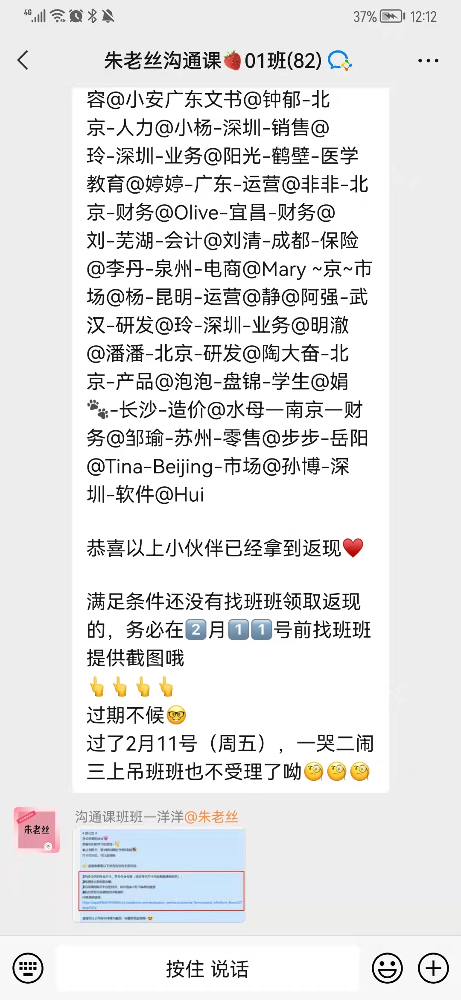 4G 37% 12:12
朱老丝沟通课🍓01班(82)
容@小安广东文书@钟郁-北
京-人力@小杨-深圳-销售@
玲-深圳-业务@阳光-鹤壁-医学
教育@婷婷-广东-运营@非非-北
京-财务@Olive-宜昌-财务@
刘-芜湖-会计@刘清-成都-保险
@李丹-泉州-电商@Mary ~京~市
场@杨-昆明-运营@静@阿强-武
汉-研发@玲-深圳-业务@明澈
@潘潘-北京-研发@陶大奋-北
京-产品@泡泡-盘锦-学生@娟
🐾-长沙-造价@水母一南京一财
务@邹瑜-苏州-零售@步步-岳阳
@Tina-Beijing-市场@孙博-深
圳-软件@Hui
恭喜以上小伙伴已经拿到返现♥️
满足条件还没有找班班领取返现
的，务必在2️⃣月1️⃣1️⃣号前找班班
提供截图哦
👆👆👆👆
过期不候🤓
过了2月11号（周五），一哭二闹
三上吊班班也不受理了呦🧐🧐🧐
沟通课班班一洋洋@朱老丝
朱老丝
按住 说话